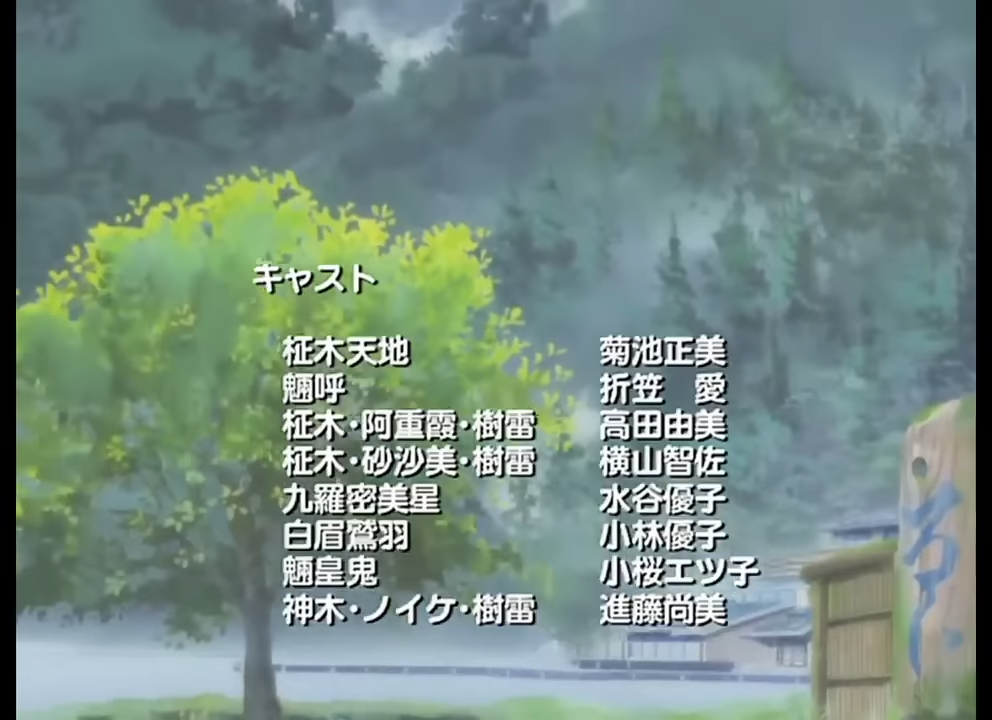 キャスト
柾木天地 菊池正美
魎呼 折笠 愛
柾木・阿重霞・樹雷 高田由美
柾木・砂沙美・樹雷 横山智佐
九羅密美星 水谷優子
白眉鷲羽 小林優子
魎皇鬼 小桜エツ子
神木・ノイケ・樹雷 進藤尚美